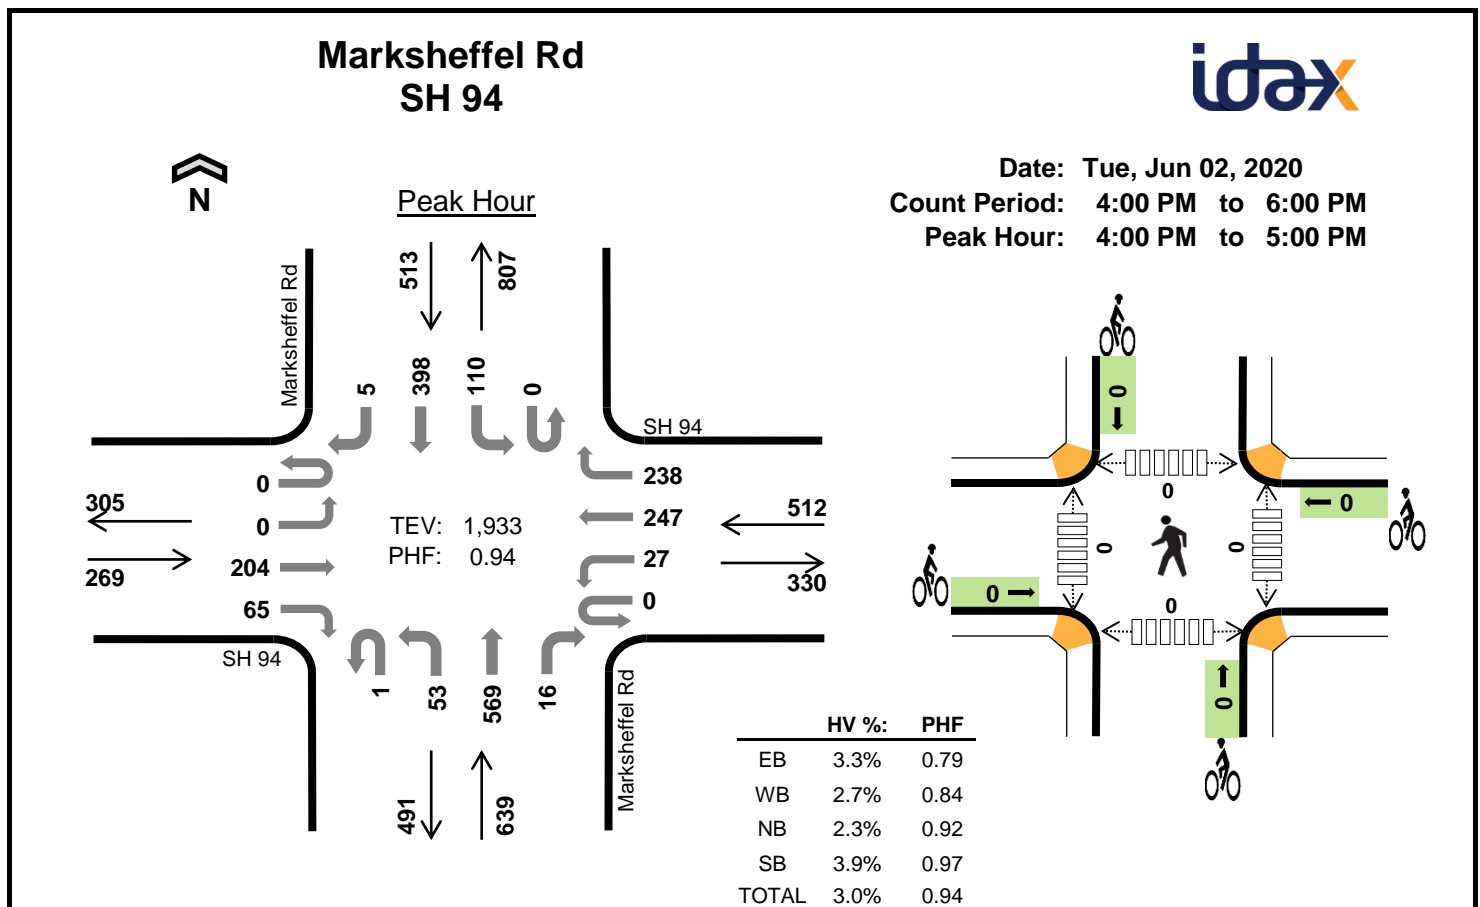 Marksheffel Rd
SH 94
idax
Date: Tue, Jun 02, 2020
Count Period: 4:00 PM to 6:00 PM
Peak Hour: 4:00 PM to 5:00 PM
N
Peak Hour
513
807
Marksheffel Rd
5
398
110
0
SH 94
0
238
305
0
TEV: 1,933
247
512
PHF: 0.94
269
204
27
330
65
0
SH 94
1
53
569
16
Marksheffel Rd
491
639
HV %: PHF
EB 3.3% 0.79
WB 2.7% 0.84
NB 2.3% 0.92
SB 3.9% 0.97
TOTAL 3.0% 0.94
0
0
0
0
0
0
0
0